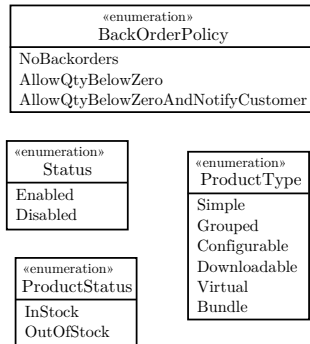 «enumeration»
BackOrderPolicy
NoBackorders
AllowQtyBelowZero
AllowQtyBelowZeroAndNotifyCustomer
«enumeration»
Status
Enabled
Disabled
«enumeration»
ProductType
Simple
Grouped
Configurable
Downloadable
Virtual
Bundle
«enumeration»
ProductStatus
InStock
OutOfStock